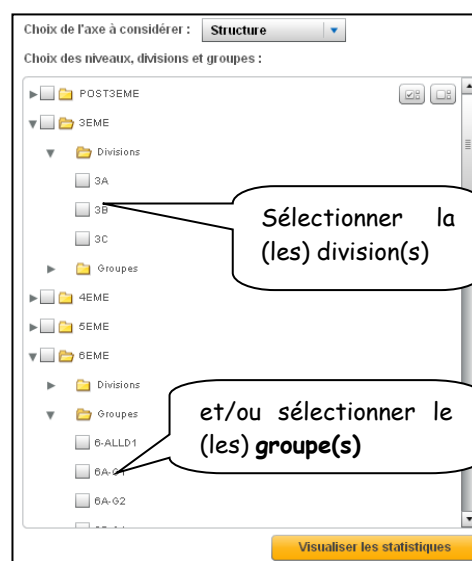 Choix de l'axe à considérer : Structure
Choix des niveaux, divisions et groupes :
POST3EME
3EME
Divisions
3A
3B
3C
Sélectionner la
(les) division(s)
Groupes
4EME
5EME
6EME
Divisions
Groupes
et/ou sélectionner le
(les) groupe(s)
6-ALLD1
6A-G1
6A-G2
Visualiser les statistiques